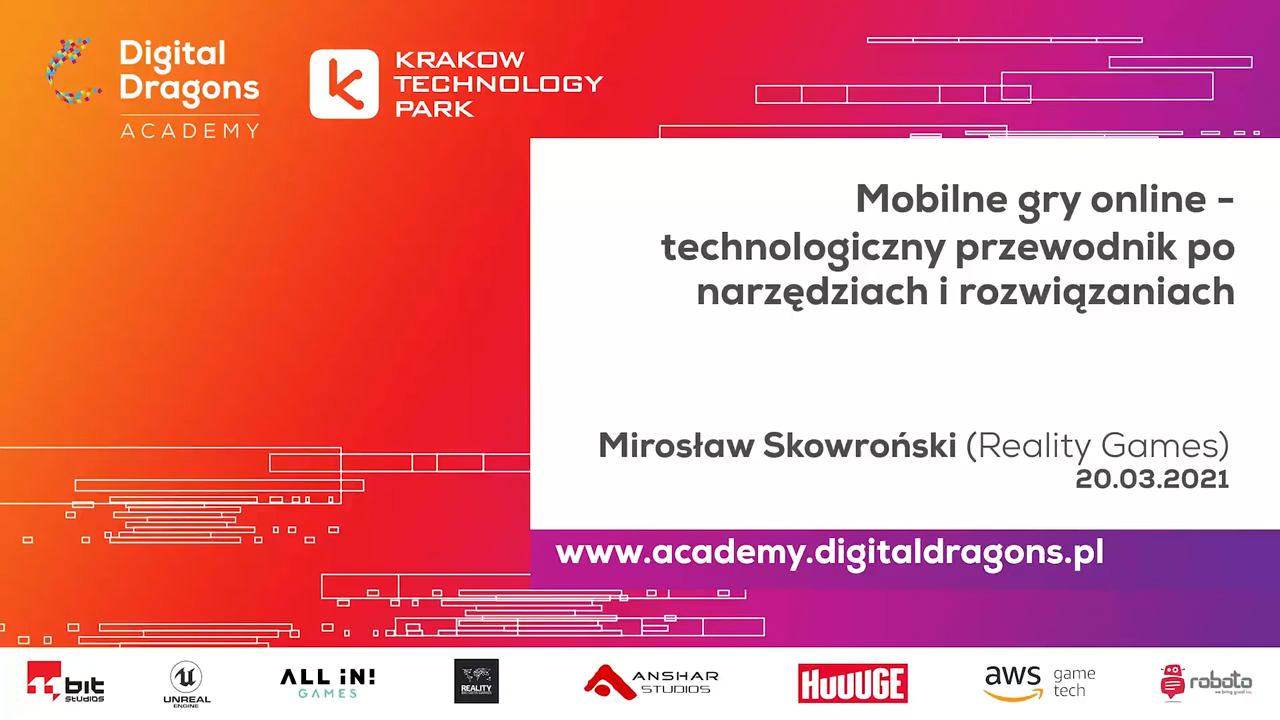 Digital
Dragons
ACADEMY
KRAKOW
TECHNOLOGY
PARK
Mobilne gry online -
technologiczny przewodnik po
narzędziach i rozwiązaniach
Mirosław Skowroński (Reality Games)
20.03.2021
www.academy.digitaldragons.pl
11 bit
STUDIOS
UNREAL
ENGINE
ALL iN!
GAMES
REALITY
ANSHAR
STUDIOS
HUUUGE
aws game
tech
roboto